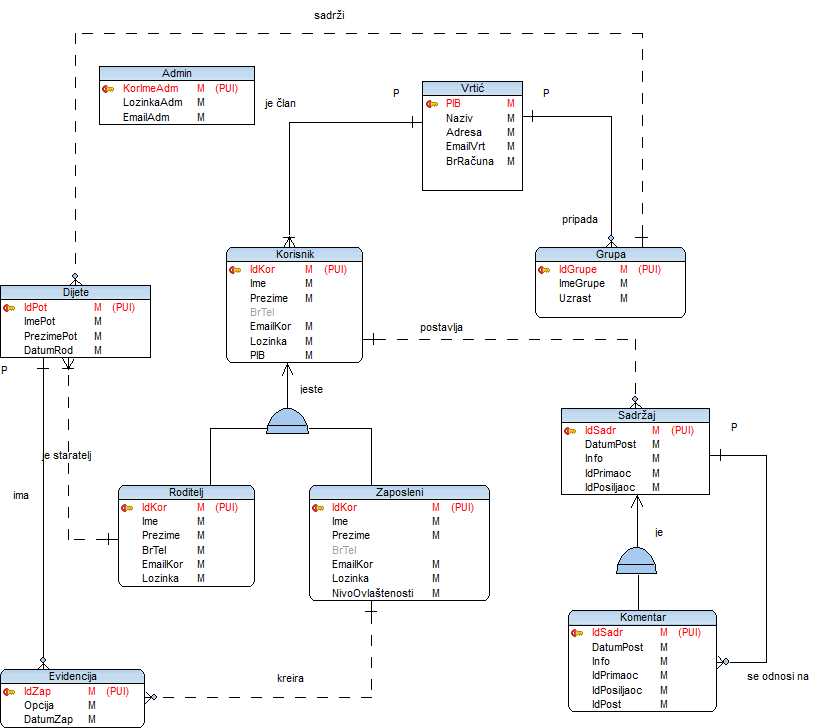 sadrži
Admin
KorImeAdm M (PUI)
LozinkaAdm M
EmailAdm M
je član
P
Vrtić
PIB M
Naziv M
Adresa M
EmailVrt M
BrRačuna M
P
pripada
Korisnik
IdKor M (PUI)
Ime M
Prezime M
BrTel
EmailKor M
Lozinka M
PIB M
Grupa
IdGrupe M (PUI)
ImeGrupe M
Uzrast M
Dijete
IdPot M (PUI)
ImePot M
PrezimePot M
DatumRod M
P
postavlja
jeste
Sadržaj
IdSadr M (PUI)
DatumPost M
Info M
IdPrimaoc M
IdPosiljaoc M
P
je staratelj
ima
Roditelj
IdKor M (PUI)
Ime M
Prezime M
BrTel M
EmailKor M
Lozinka M
Zaposleni
IdKor M (PUI)
Ime M
Prezime M
BrTel
EmailKor M
Lozinka M
NivoOvlaštenosti M
je
Komentar
IdSadr M (PUI)
DatumPost M
Info M
IdPrimaoc M
IdPosiljaoc M
IdPost M
se odnosi na
kreira
Evidencija
IdZap M (PUI)
Opcija M
DatumZap M